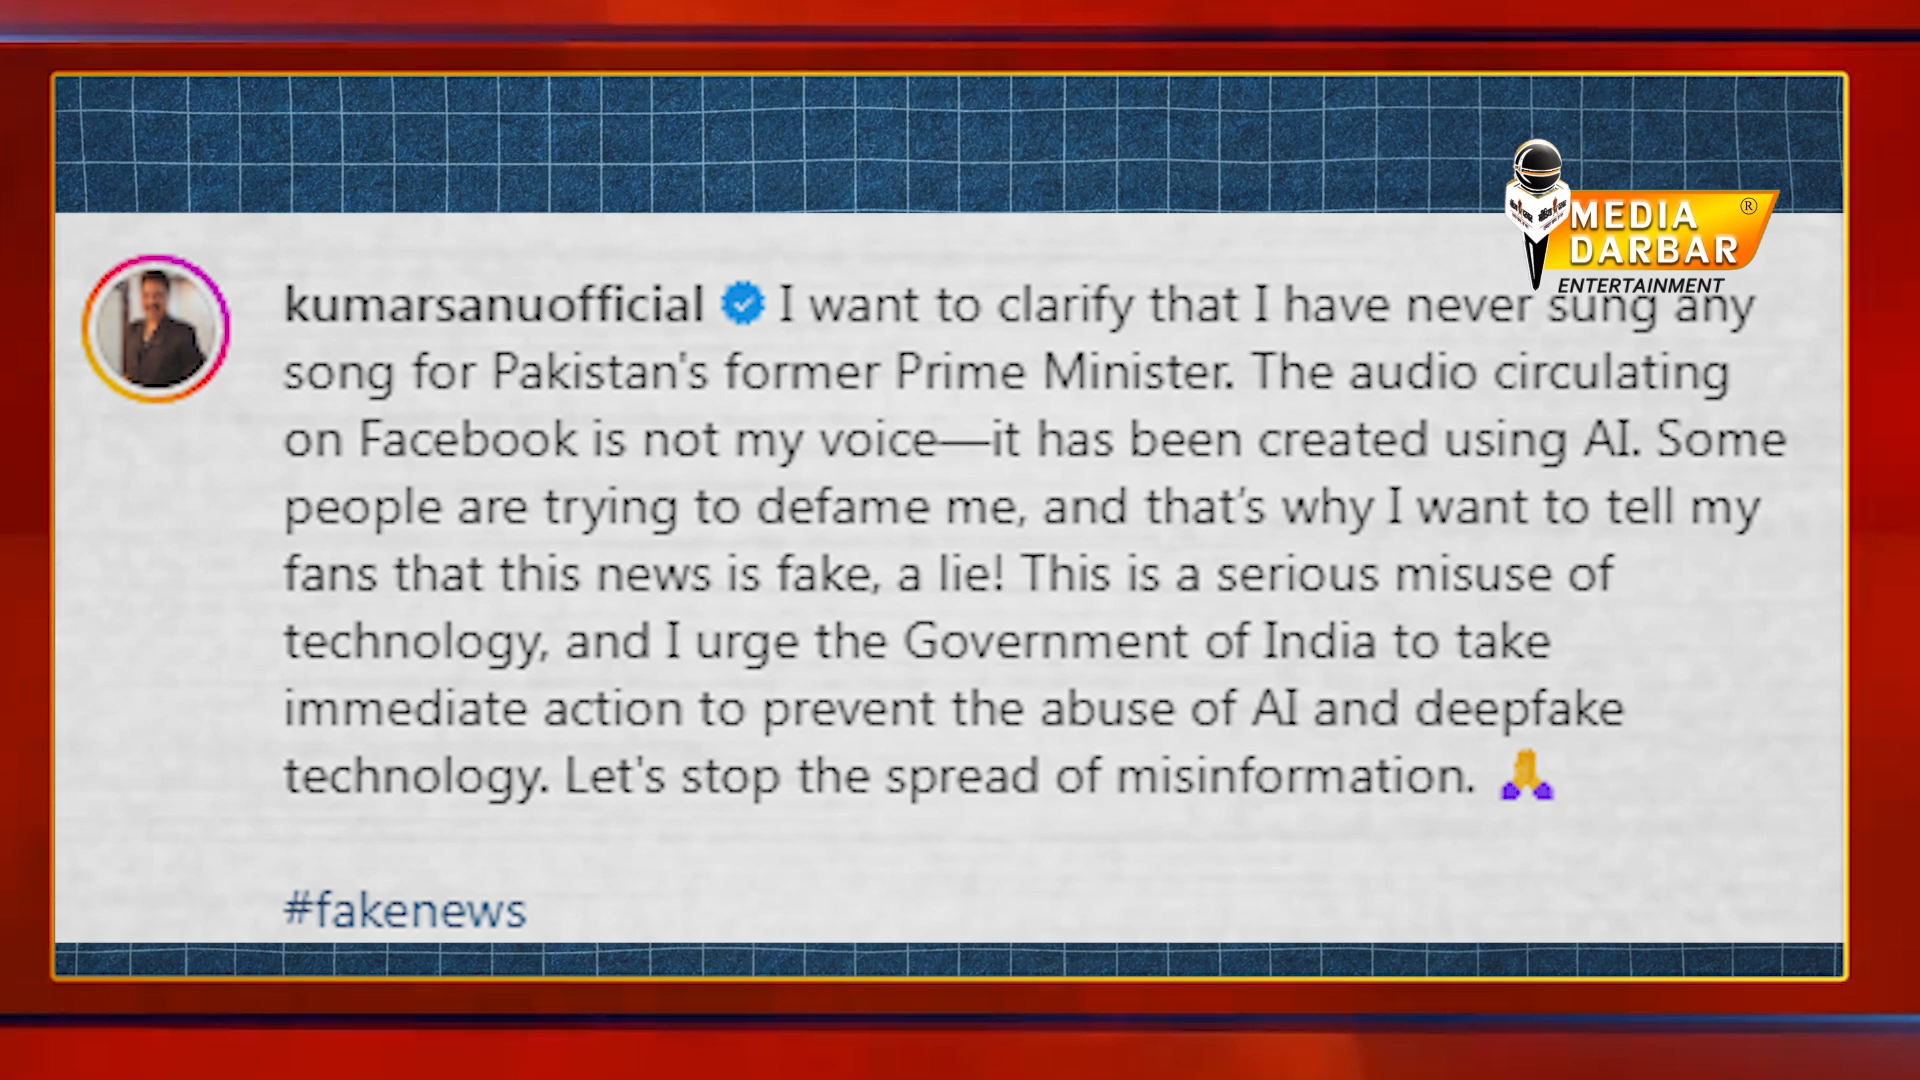 MEDIA ®
DARBAR
ENTERTAINMENT
kumarsanuofficial I want to clarify that I have never sung any
song for Pakistan's former Prime Minister. The audio circulating
on Facebook is not my voice—it has been created using AI. Some
people are trying to defame me, and that’s why I want to tell my
fans that this news is fake, a lie! This is a serious misuse of
technology, and I urge the Government of India to take
immediate action to prevent the abuse of AI and deepfake
technology. Let's stop the spread of misinformation. 🙏
#fakenews